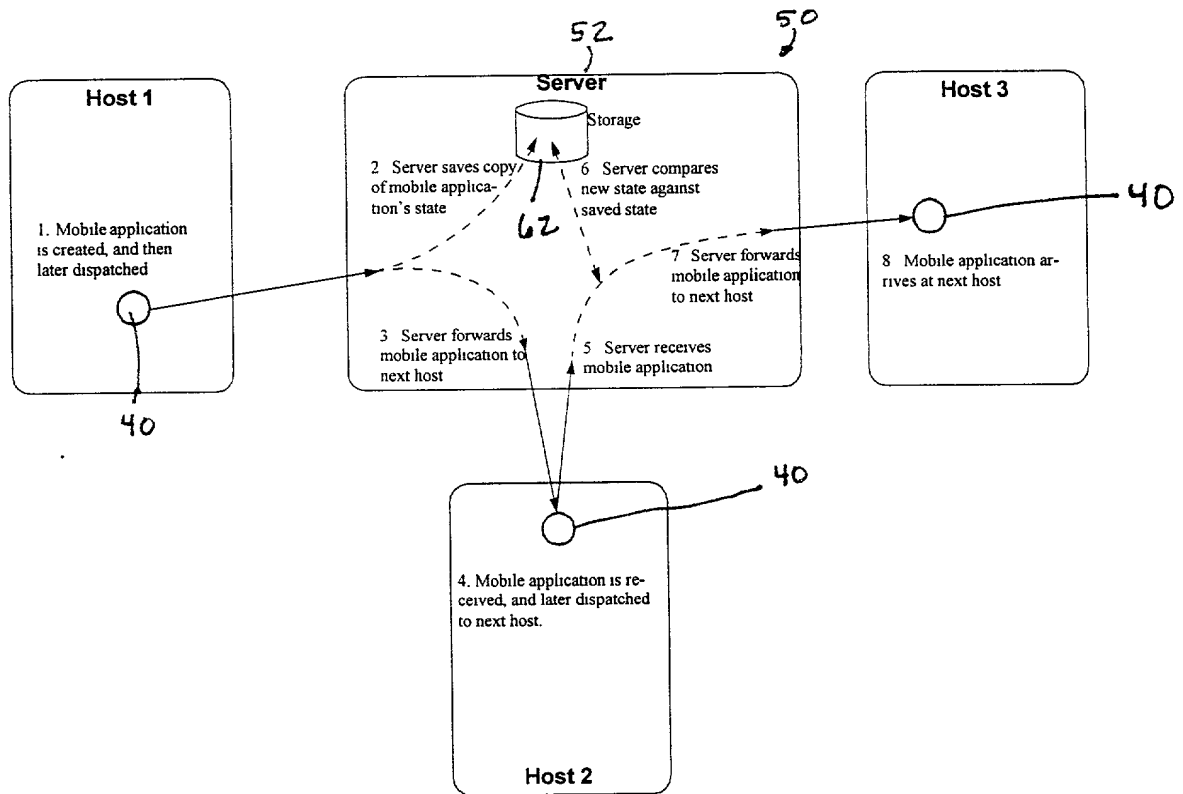 52
50
Host 1
Server
Host 3
Storage
2 Server saves copy
of mobile applica-
tion's state
6 Server compares
new state against
saved state
62
40
1. Mobile application
is created, and then
later dispatched
7 Server forwards
mobile application
to next host
8 Mobile application ar-
rives at next host
3 Server forwards
mobile application to
next host
5 Server receives
mobile application
40
40
4. Mobile application is re-
ceived, and later dispatched
to next host.
Host 2